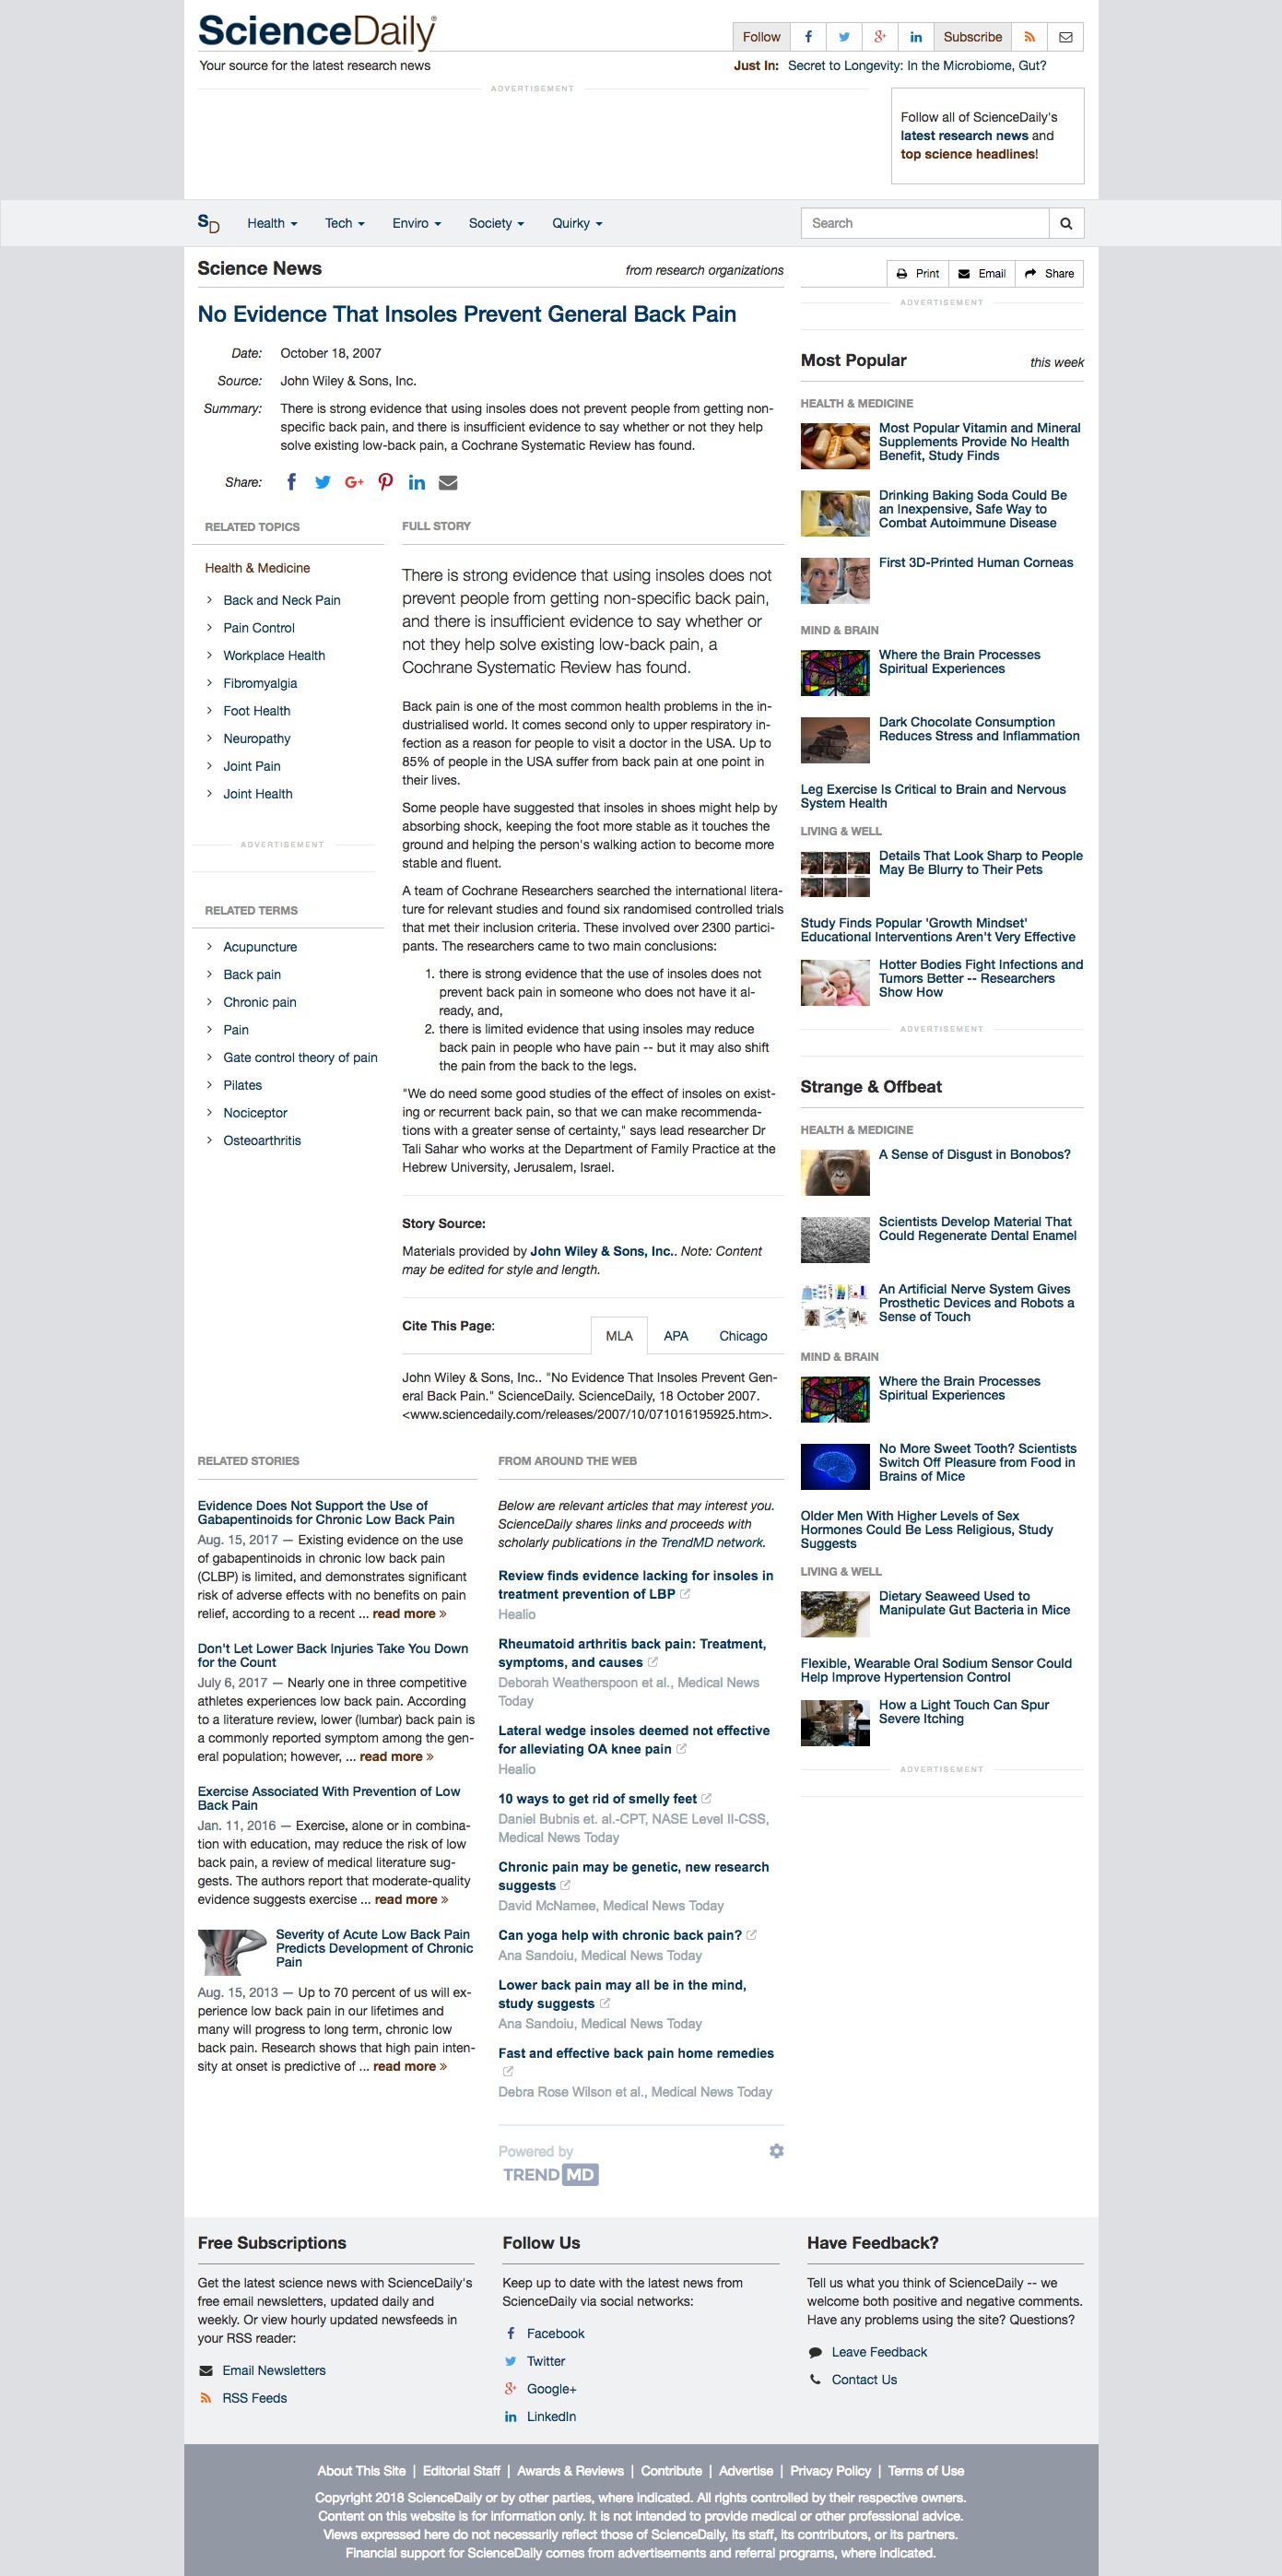 ScienceDaily®
Your source for the latest research news
Follow
Subscribe
Just In: Secret to Longevity: In the Microbiome, Gut?
ADVERTISEMENT
Follow all of ScienceDaily's
latest research news and
top science headlines!
SD
Health
Tech
Enviro
Society
Quirky
Search
Science News
from research organizations
Print
Email
Share
No Evidence That Insoles Prevent General Back Pain
Date: October 18, 2007
Source: John Wiley & Sons, Inc.
Summary: There is strong evidence that using insoles does not prevent people from getting non-
specific back pain, and there is insufficient evidence to say whether or not they help
solve existing low-back pain, a Cochrane Systematic Review has found.
Share:
RELATED TOPICS
Health & Medicine
Back and Neck Pain
Pain Control
Workplace Health
Fibromyalgia
Foot Health
Neuropathy
Joint Pain
Joint Health
ADVERTISEMENT
RELATED TERMS
Acupuncture
Back pain
Chronic pain
Pain
Gate control theory of pain
Pilates
Nociceptor
Osteoarthritis
FULL STORY
There is strong evidence that using insoles does not
prevent people from getting non-specific back pain,
and there is insufficient evidence to say whether or
not they help solve existing low-back pain, a
Cochrane Systematic Review has found.
Back pain is one of the most common health problems in the in-
dustrialised world. It comes second only to upper respiratory in-
fection as a reason for people to visit a doctor in the USA. Up to
85% of people in the USA suffer from back pain at one point in
their lives.
Some people have suggested that insoles in shoes might help by
absorbing shock, keeping the foot more stable as it touches the
ground and helping the person's walking action to become more
stable and fluent.
A team of Cochrane Researchers searched the international litera-
ture for relevant studies and found six randomised controlled trials
that met their inclusion criteria. These involved over 2300 partici-
pants. The researchers came to two main conclusions:
1. there is strong evidence that the use of insoles does not
prevent back pain in someone who does not have it al-
ready, and,
2. there is limited evidence that using insoles may reduce
back pain in people who have pain -- but it may also shift
the pain from the back to the legs.
"We do need some good studies of the effect of insoles on exist-
ing or recurrent back pain, so that we can make recommenda-
tions with a greater sense of certainty," says lead researcher Dr
Tali Sahar who works at the Department of Family Practice at the
Hebrew University, Jerusalem, Israel.
Story Source:
Materials provided by John Wiley & Sons, Inc.. Note: Content
may be edited for style and length.
Cite This Page:
MLA
APA
Chicago
John Wiley & Sons, Inc.. "No Evidence That Insoles Prevent Gen-
eral Back Pain." ScienceDaily. ScienceDaily, 18 October 2007.
<www.sciencedaily.com/releases/2007/10/071016195925.htm>.
RELATED STORIES
Evidence Does Not Support the Use of
Gabapentinoids for Chronic Low Back Pain
Aug. 15, 2017 — Existing evidence on the use
of gabapentinoids in chronic low back pain
(CLBP) is limited, and demonstrates significant
risk of adverse effects with no benefits on pain
relief, according to a recent ... read more »
Don't Let Lower Back Injuries Take You Down
for the Count
July 6, 2017 — Nearly one in three competitive
athletes experiences low back pain. According
to a literature review, lower (lumbar) back pain is
a commonly reported symptom among the gen-
eral population; however, ... read more »
Exercise Associated With Prevention of Low
Back Pain
Jan. 11, 2016 — Exercise, alone or in combina-
tion with education, may reduce the risk of low
back pain, a review of medical literature sug-
gests. The authors report that moderate-quality
evidence suggests exercise ... read more »
Severity of Acute Low Back Pain
Predicts Development of Chronic
Pain
Aug. 15, 2013 — Up to 70 percent of us will ex-
perience low back pain in our lifetimes and
many will progress to long term, chronic low
back pain. Research shows that high pain inten-
sity at onset is predictive of ... read more »
FROM AROUND THE WEB
Below are relevant articles that may interest you.
ScienceDaily shares links and proceeds with
scholarly publications in the TrendMD network.
Review finds evidence lacking for insoles in
treatment prevention of LBP
Healio
Rheumatoid arthritis back pain: Treatment,
symptoms, and causes
Deborah Weatherspoon et al., Medical News
Today
Lateral wedge insoles deemed not effective
for alleviating OA knee pain
Healio
10 ways to get rid of smelly feet
Daniel Bubnis et. al.-CPT, NASE Level II-CSS,
Medical News Today
Chronic pain may be genetic, new research
suggests
David McNamee, Medical News Today
Can yoga help with chronic back pain?
Ana Sandoiu, Medical News Today
Lower back pain may all be in the mind,
study suggests
Ana Sandoiu, Medical News Today
Fast and effective back pain home remedies
Debra Rose Wilson et al., Medical News Today
Powered by
TREND MD
ADVERTISEMENT
Most Popular
this week
HEALTH & MEDICINE
Most Popular Vitamin and Mineral
Supplements Provide No Health
Benefit, Study Finds
Drinking Baking Soda Could Be
an Inexpensive, Safe Way to
Combat Autoimmune Disease
First 3D-Printed Human Corneas
MIND & BRAIN
Where the Brain Processes
Spiritual Experiences
Dark Chocolate Consumption
Reduces Stress and Inflammation
Leg Exercise Is Critical to Brain and Nervous
System Health
LIVING & WELL
Details That Look Sharp to People
May Be Blurry to Their Pets
Study Finds Popular 'Growth Mindset'
Educational Interventions Aren't Very Effective
Hotter Bodies Fight Infections and
Tumors Better -- Researchers
Show How
ADVERTISEMENT
Strange & Offbeat
HEALTH & MEDICINE
A Sense of Disgust in Bonobos?
Scientists Develop Material That
Could Regenerate Dental Enamel
An Artificial Nerve System Gives
Prosthetic Devices and Robots a
Sense of Touch
MIND & BRAIN
Where the Brain Processes
Spiritual Experiences
No More Sweet Tooth? Scientists
Switch Off Pleasure from Food in
Brains of Mice
Older Men With Higher Levels of Sex
Hormones Could Be Less Religious, Study
Suggests
LIVING & WELL
Dietary Seaweed Used to
Manipulate Gut Bacteria in Mice
Flexible, Wearable Oral Sodium Sensor Could
Help Improve Hypertension Control
How a Light Touch Can Spur
Severe Itching
ADVERTISEMENT
Free Subscriptions
Get the latest science news with ScienceDaily's
free email newsletters, updated daily and
weekly. Or view hourly updated newsfeeds in
your RSS reader:
Email Newsletters
RSS Feeds
Follow Us
Keep up to date with the latest news from
ScienceDaily via social networks:
Facebook
Twitter
Google+
LinkedIn
Have Feedback?
Tell us what you think of ScienceDaily -- we
welcome both positive and negative comments.
Have any problems using the site? Questions?
Leave Feedback
Contact Us
About This Site | Editorial Staff | Awards & Reviews | Contribute | Advertise | Privacy Policy | Terms of Use
Copyright 2018 ScienceDaily or by other parties, where indicated. All rights controlled by their respective owners.
Content on this website is for information only. It is not intended to provide medical or other professional advice.
Views expressed here do not necessarily reflect those of ScienceDaily, its staff, its contributors, or its partners.
Financial support for ScienceDaily comes from advertisements and referral programs, where indicated.